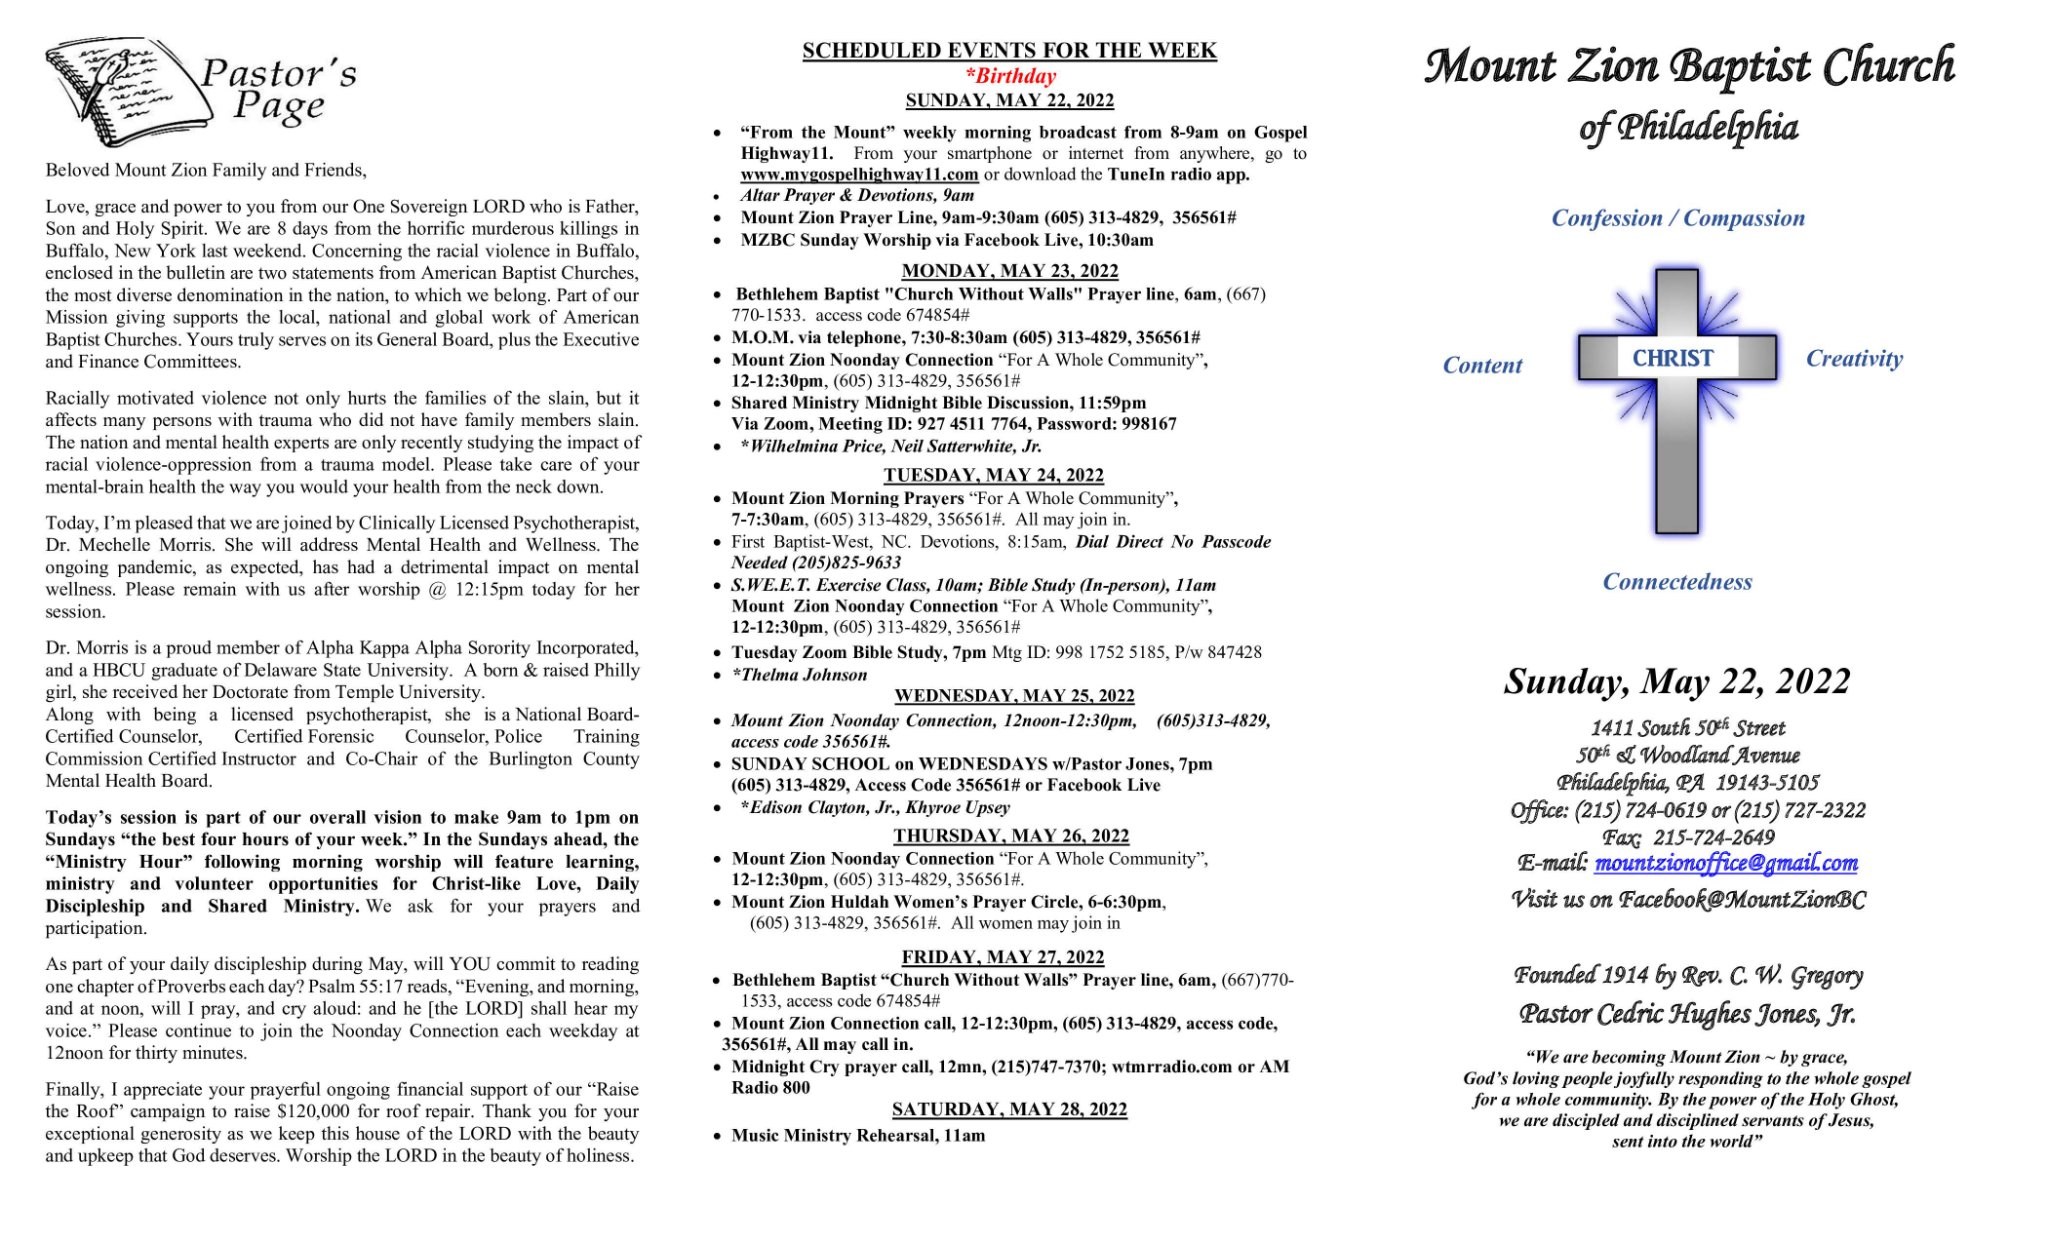 Pastor's
Page
Beloved Mount Zion Family and Friends,
Love, grace and power to you from our One Sovereign LORD who is Father,
Son and Holy Spirit. We are 8 days from the horrific murderous killings in
Buffalo, New York last weekend. Concerning the racial violence in Buffalo,
enclosed in the bulletin are two statements from American Baptist Churches,
the most diverse denomination in the nation, to which we belong. Part of our
Mission giving supports the local, national and global work of American
Baptist Churches. Yours truly serves on its General Board, plus the Executive
and Finance Committees.
Racially motivated violence not only hurts the families of the slain, but it
affects many persons with trauma who did not have family members slain.
The nation and mental health experts are only recently studying the impact of
racial violence-oppression from a trauma model. Please take care of your
mental-brain health the way you would your health from the neck down.
Today, I'm pleased that we are joined by Clinically Licensed Psychotherapist,
Dr. Mechelle Morris. She will address Mental Health and Wellness. The
ongoing pandemic, as expected, has had a detrimental impact on mental
wellness. Please remain with us after worship @ 12:15pm today for her
session.
Dr. Morris is a proud member of Alpha Kappa Alpha Sorority Incorporated,
and a HBCU graduate of Delaware State University. A born & raised Philly
girl, she received her Doctorate from Temple University.
Along with being a licensed psychotherapist, she is a National Board-
Certified Counselor, Certified Forensic Counselor, Police Training
Commission Certified Instructor and Co-Chair of the Burlington County
Mental Health Board.
Today's session is part of our overall vision to make 9am to 1pm on
Sundays "the best four hours of your week." In the Sundays ahead, the
"Ministry Hour" following morning worship will feature learning,
ministry and volunteer opportunities for Christ-like Love, Daily
Discipleship and Shared Ministry. We ask for your prayers and
participation.
As part of your daily discipleship during May, will YOU commit to reading
one chapter of Proverbs each day? Psalm 55:17 reads, "Evening, and morning,
and at noon, will I pray, and cry aloud: and he [the LORD] shall hear my
voice." Please continue to join the Noonday Connection each weekday at
12noon for thirty minutes.
Finally, I appreciate your prayerful ongoing financial support of our "Raise
the Roof" campaign to raise $120,000 for roof repair. Thank you for your
exceptional generosity as we keep this house of the LORD with the beauty
and upkeep that God deserves. Worship the LORD in the beauty of holiness.
SCHEDULED EVENTS FOR THE WEEK
*Birthday
SUNDAY, MAY 22, 2022
• "From the Mount" weekly morning broadcast from 8-9am on Gospel
Highway11. From your smartphone or internet from anywhere, go to
www.mygospelhighway11.com or download the TuneIn radio app.
• Altar Prayer & Devotions, 9am
• Mount Zion Prayer Line, 9am-9:30am (605) 313-4829, 356561#
• MZBC Sunday Worship via Facebook Live, 10:30am
MONDAY, MAY 23, 2022
• Bethlehem Baptist "Church Without Walls" Prayer line, 6am, (667)
770-1533. access code 674854#
• M.O.M. via telephone, 7:30-8:30am (605) 313-4829, 356561#
• Mount Zion Noonday Connection "For A Whole Community",
12-12:30pm, (605) 313-4829, 356561#
• Shared Ministry Midnight Bible Discussion, 11:59pm
Via Zoom, Meeting ID: 927 4511 7764, Password: 998167
• *Wilhelmina Price, Neil Satterwhite, Jr.
TUESDAY, MAY 24, 2022
• Mount Zion Morning Prayers "For A Whole Community",
7-7:30am, (605) 313-4829, 356561#. All may join in.
• First Baptist-West, NC. Devotions, 8:15am, Dial Direct No Passcode
Needed (205)825-9633
• S.W.E.E.T. Exercise Class, 10am; Bible Study (In-person), 11am
Mount Zion Noonday Connection "For A Whole Community",
12-12:30pm, (605) 313-4829, 356561#
• Tuesday Zoom Bible Study, 7pm Mtg ID: 998 1752 5185, P/w 847428
• *Thelma Johnson
WEDNESDAY, MAY 25, 2022
• Mount Zion Noonday Connection, 12noon-12:30pm, (605)313-4829,
access code 356561#.
• SUNDAY SCHOOL on WEDNESDAYS w/Pastor Jones, 7pm
(605) 313-4829, Access Code 356561# or Facebook Live
• *Edison Clayton, Jr., Khyroe Upsey
THURSDAY, MAY 26, 2022
• Mount Zion Noonday Connection "For A Whole Community",
12-12:30pm, (605) 313-4829, 356561#.
• Mount Zion Huldah Women's Prayer Circle, 6-6:30pm,
(605) 313-4829, 356561#. All women may join in
FRIDAY, MAY 27, 2022
• Bethlehem Baptist "Church Without Walls" Prayer line, 6am, (667)770-
1533, access code 674854#
• Mount Zion Connection call, 12-12:30pm, (605) 313-4829, access code,
356561#, All may call in.
• Midnight Cry prayer call, 12mn, (215)747-7370; wtmrradio.com or AM
Radio 800
SATURDAY, MAY 28, 2022
• Music Ministry Rehearsal, 11am
Mount Zion Baptist Church
of Philadelphia
Confession / Compassion
Content
CHRIST
Creativity
Connectedness
Sunday, May 22, 2022
1411 South 50th Street
50th & Woodland Avenue
Philadelphia, PA 19143-5105
Office: (215) 724-0619 or (215) 727-2322
Fax: 215-724-2649
E-mail: mountzionoffice@gmail.com
Visit us on Facebook@MountZionBC
Founded 1914 by Rev. C. W. Gregory
Pastor Cedric Hughes Jones, Jr.
"We are becoming Mount Zion ~ by grace,
God's loving people joyfully responding to the whole gospel
for a whole community. By the power of the Holy Ghost,
we are discipled and disciplined servants of Jesus,
sent into the world"